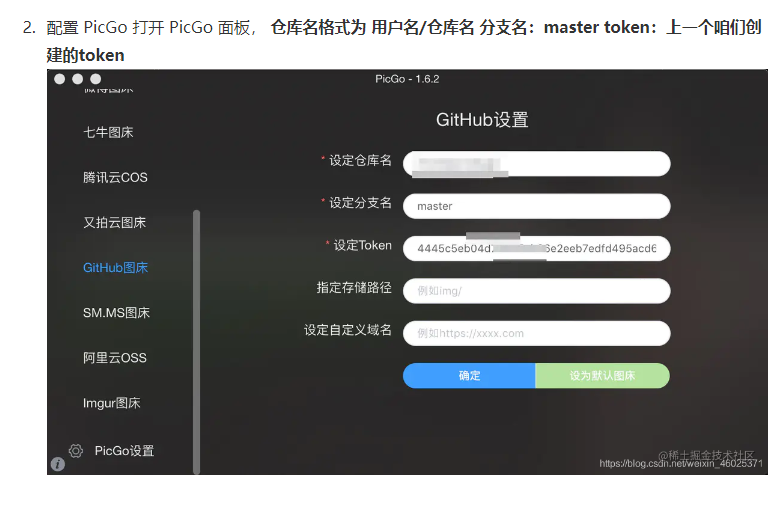 2. 配置 PicGo 打开 PicGo 面板， 仓库名格式为 用户名/仓库名 分支名：master token：上一个咱们创
建的token
PicGo - 1.6.2
微博图床
GitHub设置
七牛图床
* 设定仓库名
腾讯云COS
* 设定分支名 master
又拍云图床
* 设定Token 4445c5eb04d 6e2eeb7edfd495acd6
GitHub图床
指定存储路径 例如img/
SM.MS图床
设定自定义域名 例如https://xxxx.com
阿里云OSS
确定 设为默认图床
Imgur图床
PicGo设置
@稀土掘金技术社区
https://blog.csdn.net/weixin_46025371